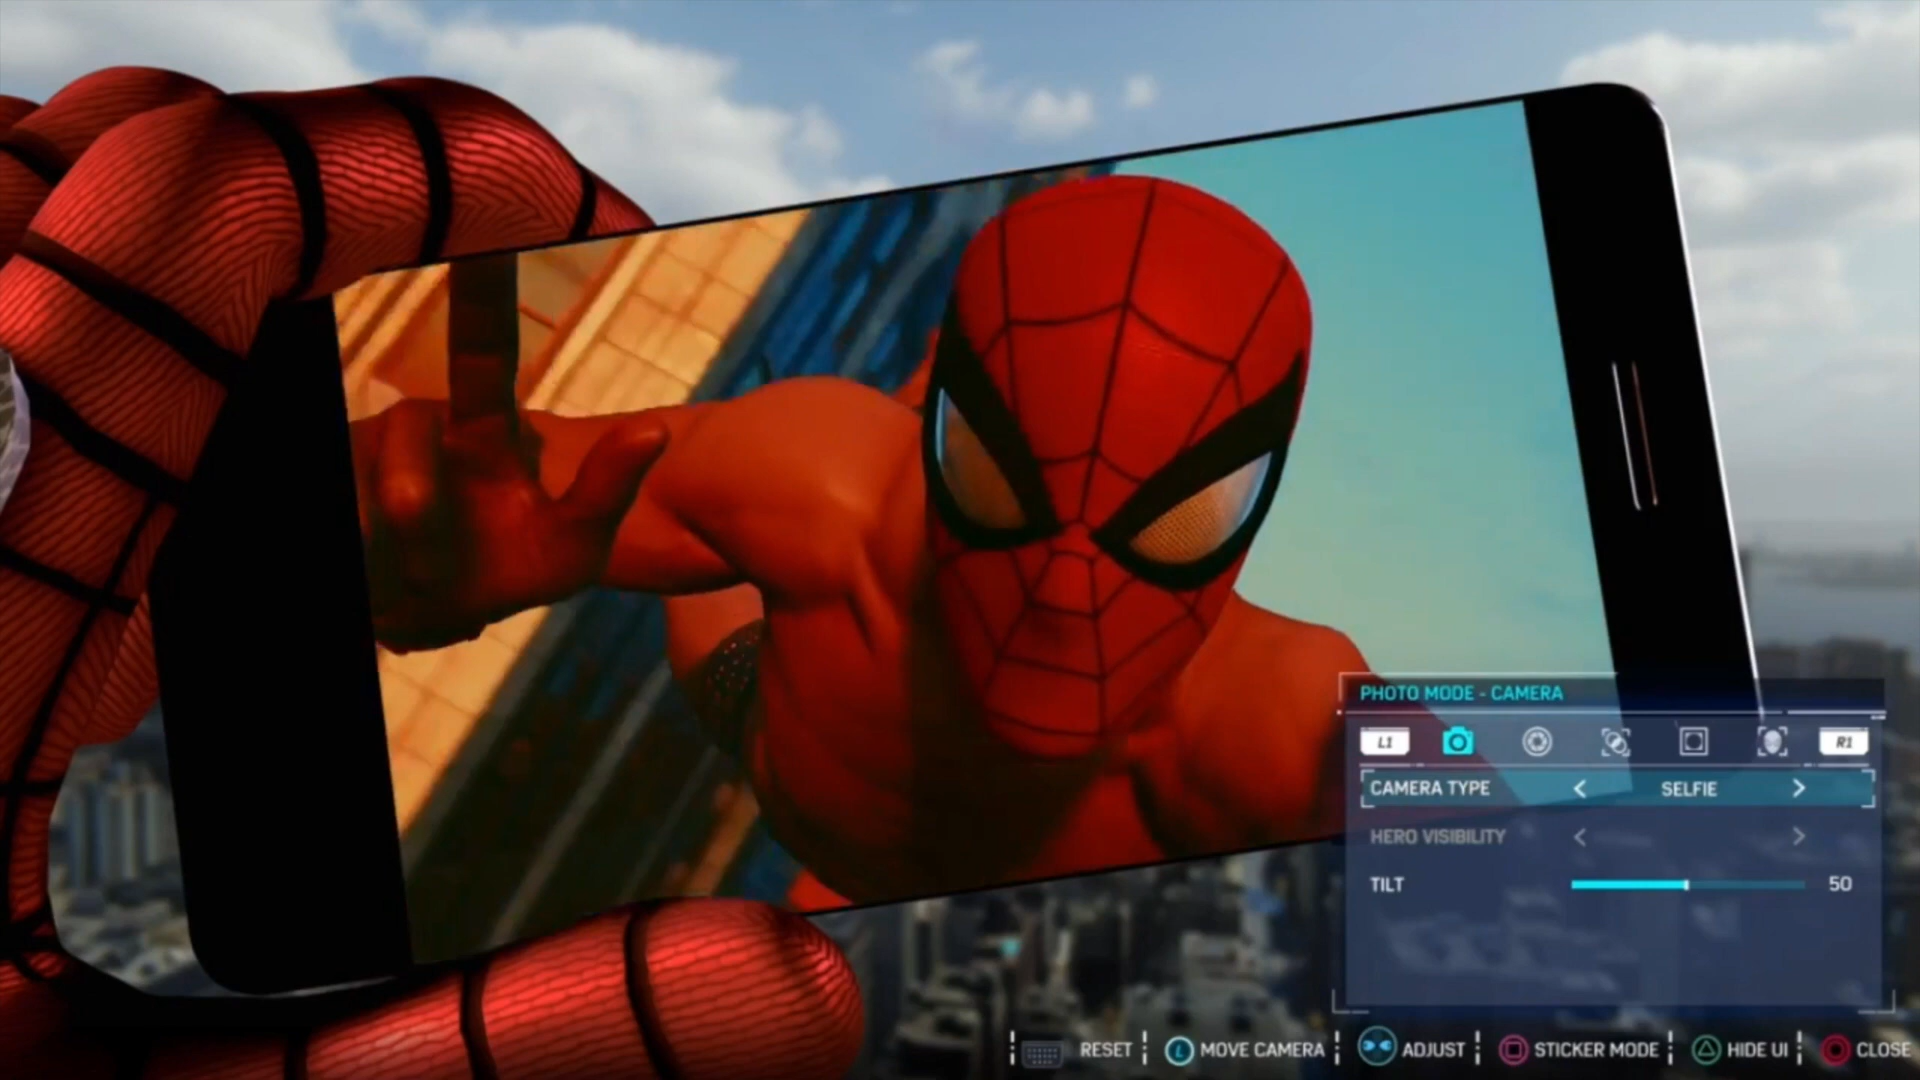 PHOTO MODE - CAMERA
L1 R1
CAMERA TYPE < SELFIE >
HERO VISIBILITY < >
TILT 50
RESET L MOVE CAMERA ADJUST STICKER MODE HIDE UI CLOSE